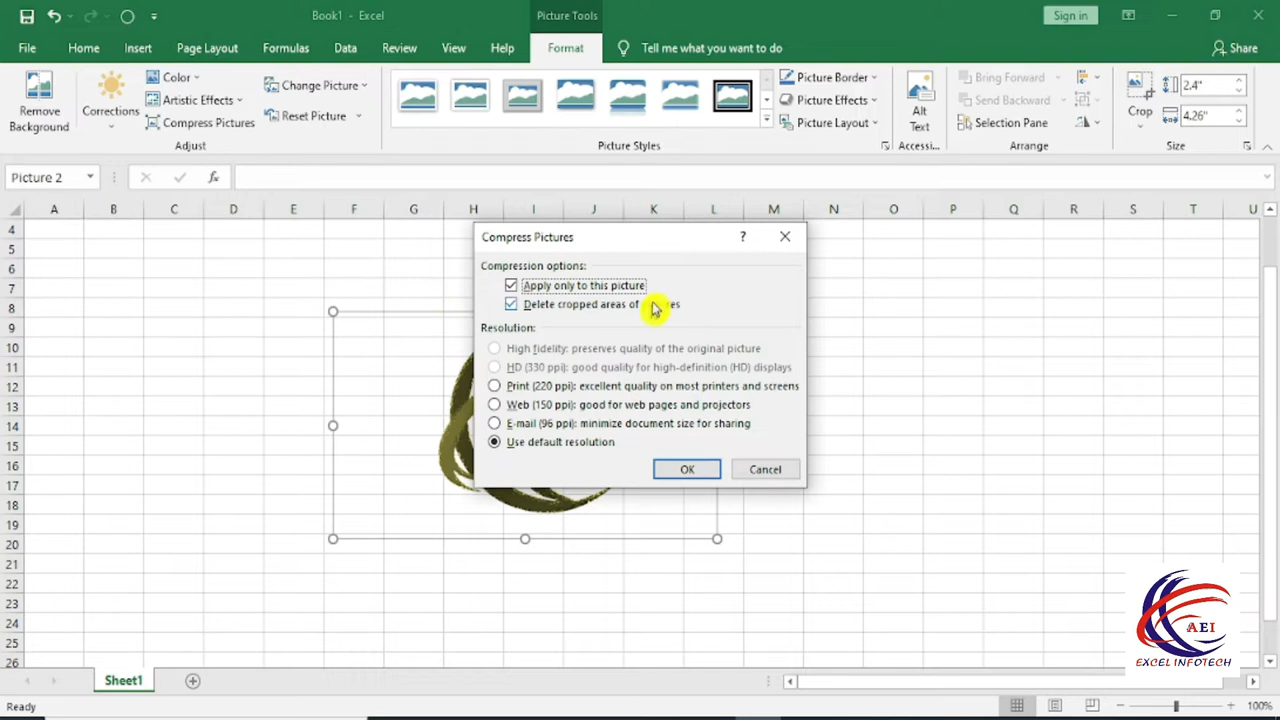 Book1 - Excel
Picture Tools
Sign in
File
Home
Insert
Page Layout
Formulas
Data
Review
View
Help
Format
Tell me what you want to do
Share
Remove
Background
Corrections
Color
Artistic Effects
Compress Pictures
Change Picture
Reset Picture
Adjust
Picture Styles
Picture Border
Picture Effects
Picture Layout
Alt
Text
Accessi...
Bring Forward
Send Backward
Selection Pane
Arrange
Crop
2.4"
4.26"
Size
Picture 2
fx
A B C D E F G H I J K L M N O P Q R S T U
4
5
6
7
8
9
10
11
12
13
14
15
16
17
18
19
20
21
22
23
24
25
26
Compress Pictures
?
Compression options:
Apply only to this picture
Delete cropped areas of
Resolution:
High fidelity: preserves quality of the original picture
HD (330 ppi): good quality for high-definition (HD) displays
Print (220 ppi): excellent quality on most printers and screens
Web (150 ppi): good for web pages and projectors
E-mail (96 ppi): minimize document size for sharing
Use default resolution
OK
Cancel
AEI
EXCEL INFOTECH
Sheet1
Ready
100%